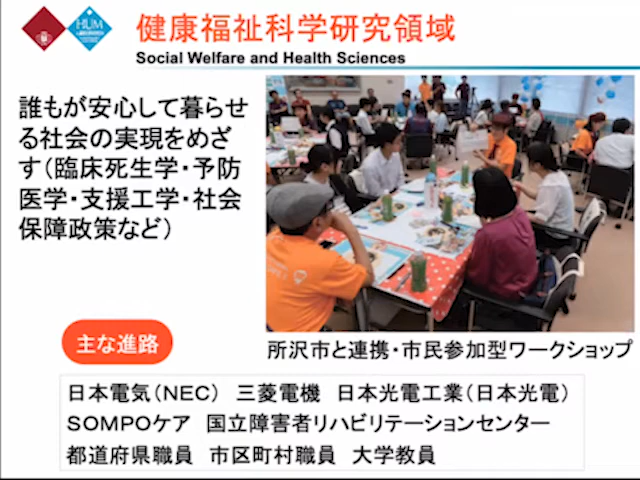 HUM
健康福祉科学研究領域
Social Welfare and Health Sciences
誰もが安心して暮らせ
る社会の実現をめざ
す（臨床死生学・予防
医学・支援工学・社会
保障政策など）
所沢市と連携・市民参加型ワークショップ
主な進路
日本電気（NEC） 三菱電機 日本光電工業（日本光電）
SOMPOケア 国立障害者リハビリテーションセンター
都道府県職員 市区町村職員 大学教員